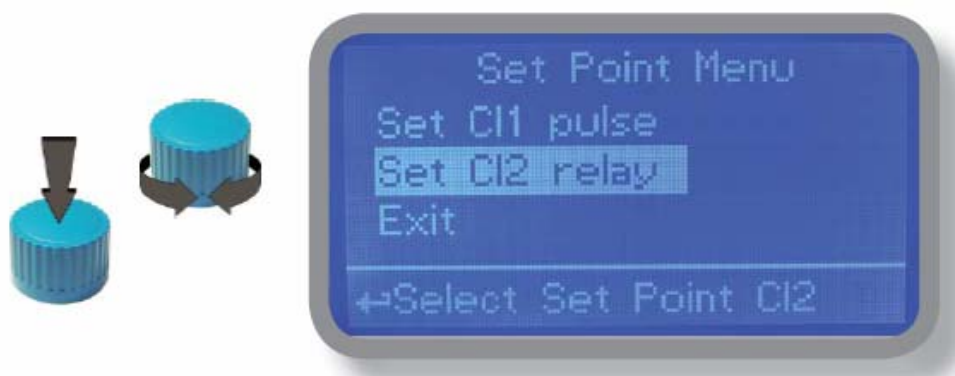 Set Point Menu
Set Cl1 pulse
Set Cl2 relay
Exit
↵Select Set Point Cl2